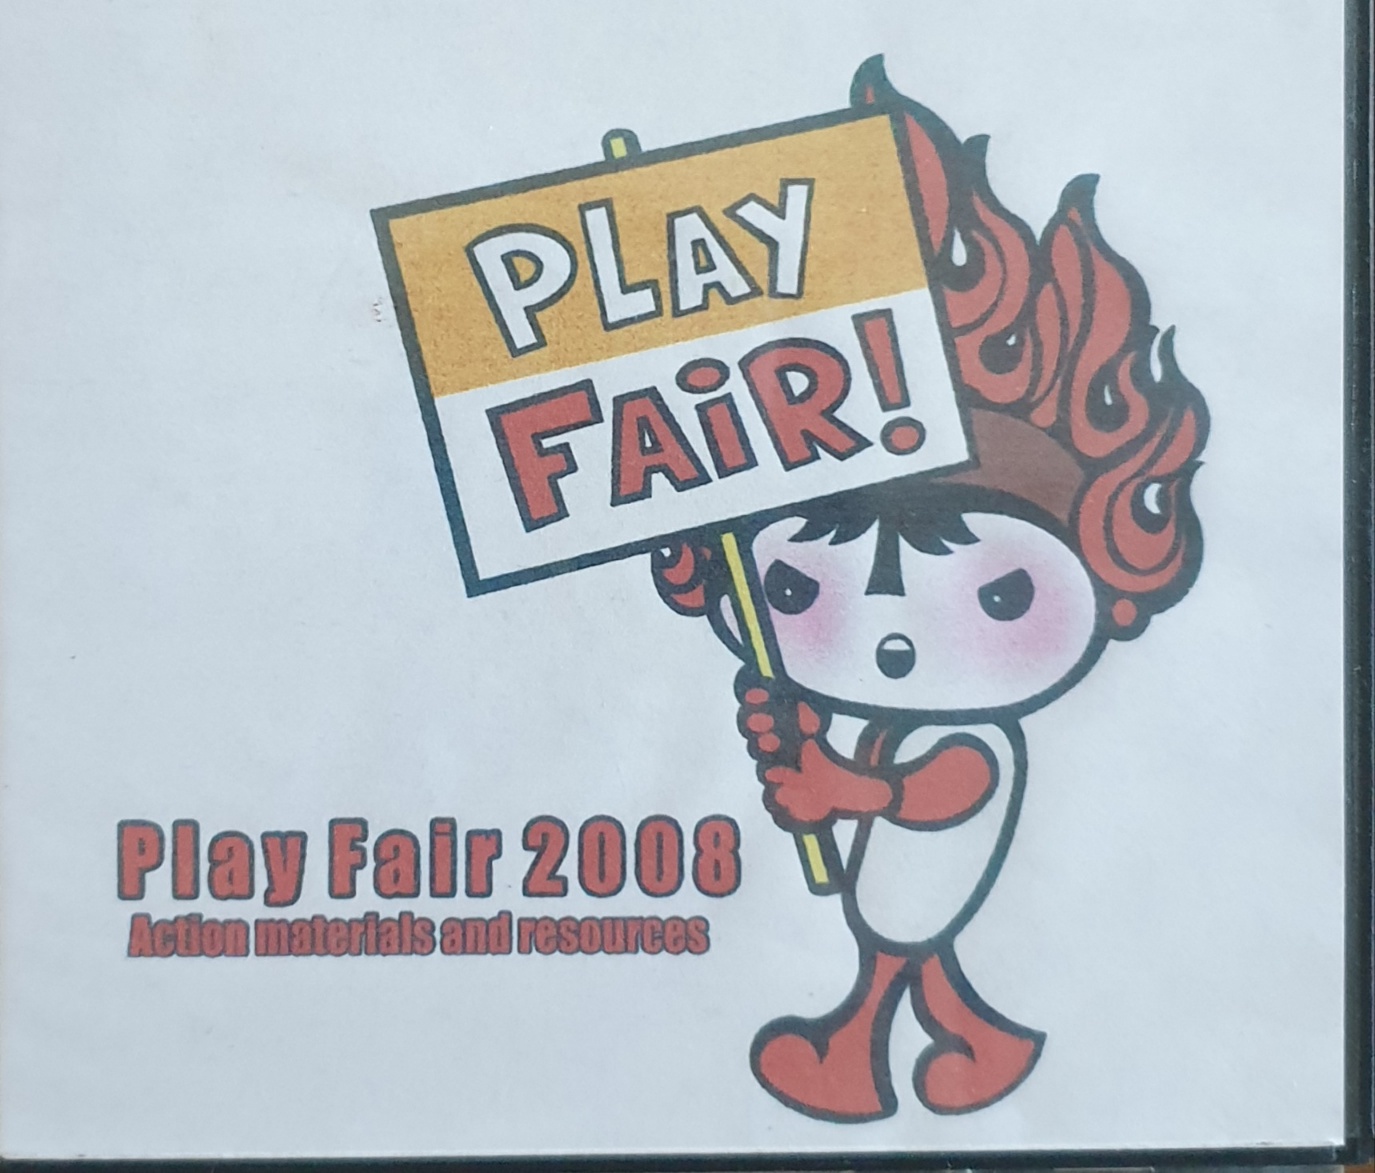 PLAY
FAiR!
Play Fair 2008
Action materials and resources